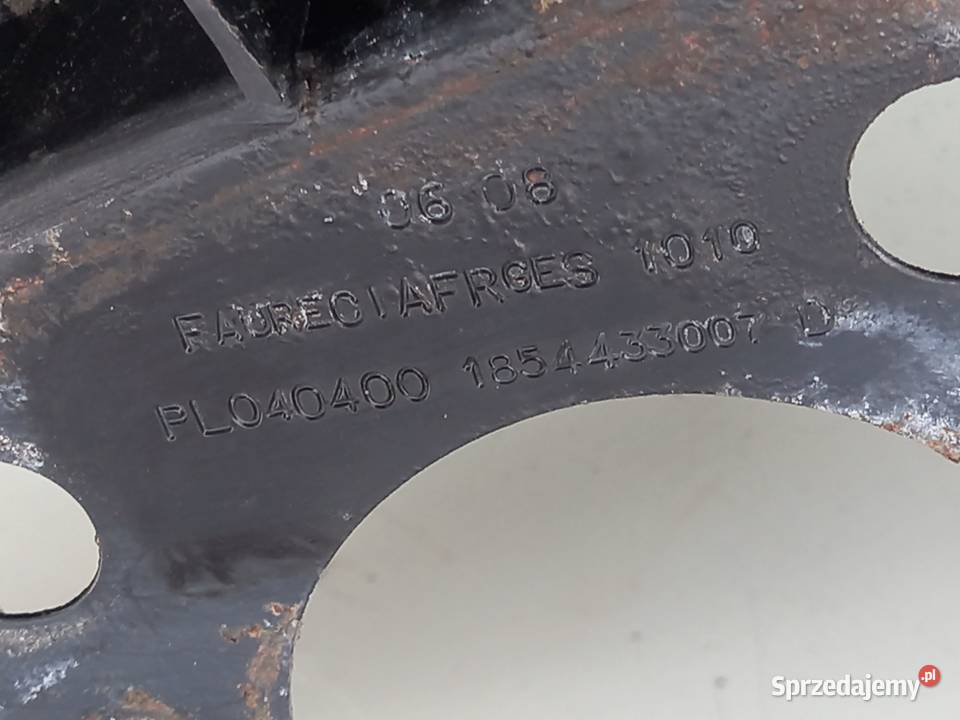 06 08
FAURECIAFRGES 1010
PL040400 1854433007 D
Sprzedajemy.pl